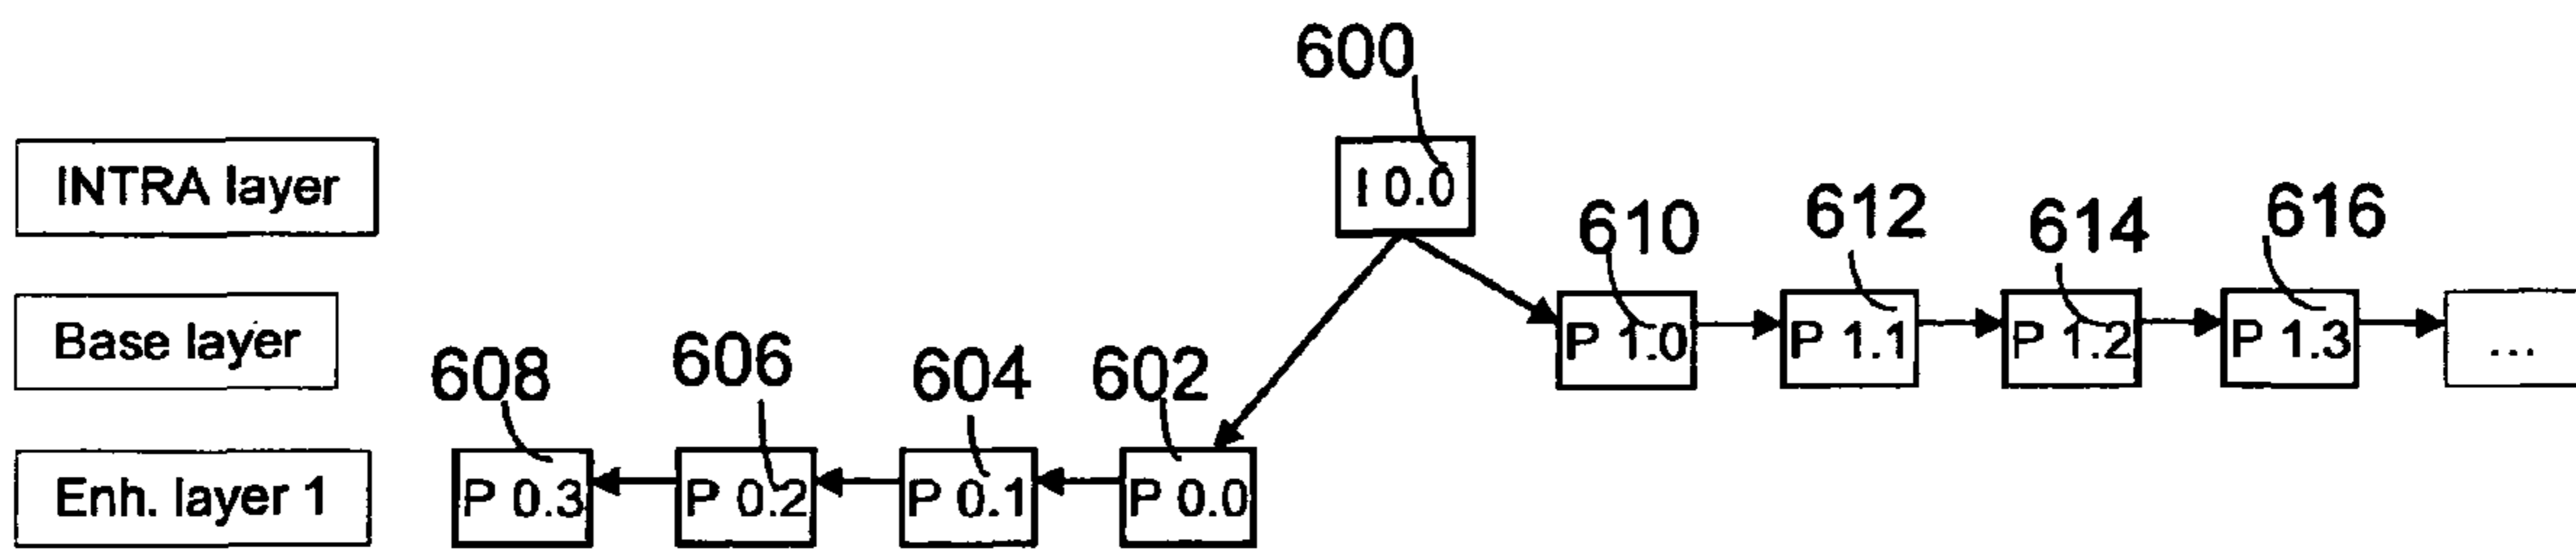 600
INTRA layer
I 0.0
610
612
614
616
Base layer
P 1.0
P 1.1
P 1.2
P 1.3
...
608
606
604
602
Enh. layer 1
P 0.3
P 0.2
P 0.1
P 0.0